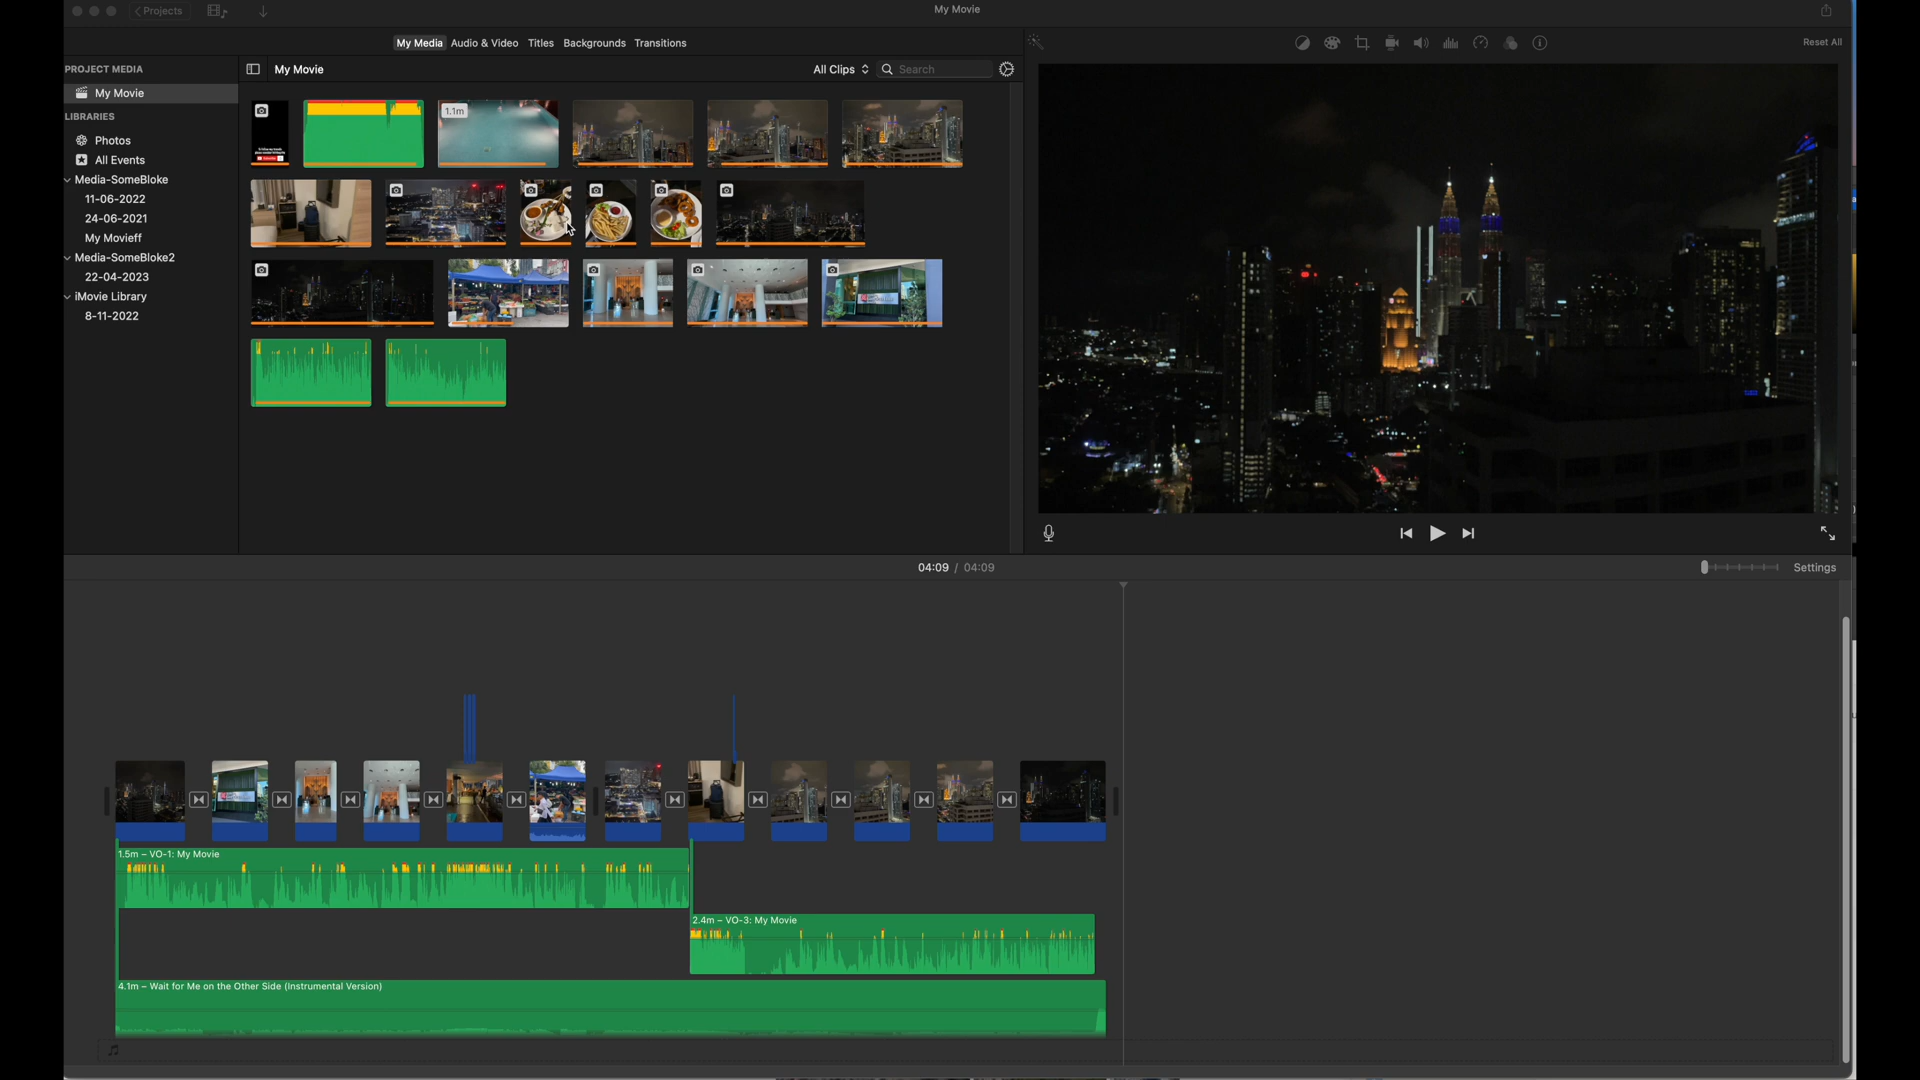 Projects
My Movie
My Media
Audio & Video
Titles
Backgrounds
Transitions
Reset All
PROJECT MEDIA
My Movie
All Clips
Search
My Movie
LIBRARIES
Photos
All Events
Media-SomeBloke
11-06-2022
24-06-2021
My Movieff
Media-SomeBloke2
22-04-2023
iMovie Library
8-11-2022
1.1m
04:09 / 04:09
Settings
1.5m – VO-1: My Movie
2.4m – VO-3: My Movie
4.1m – Wait for Me on the Other Side (Instrumental Version)